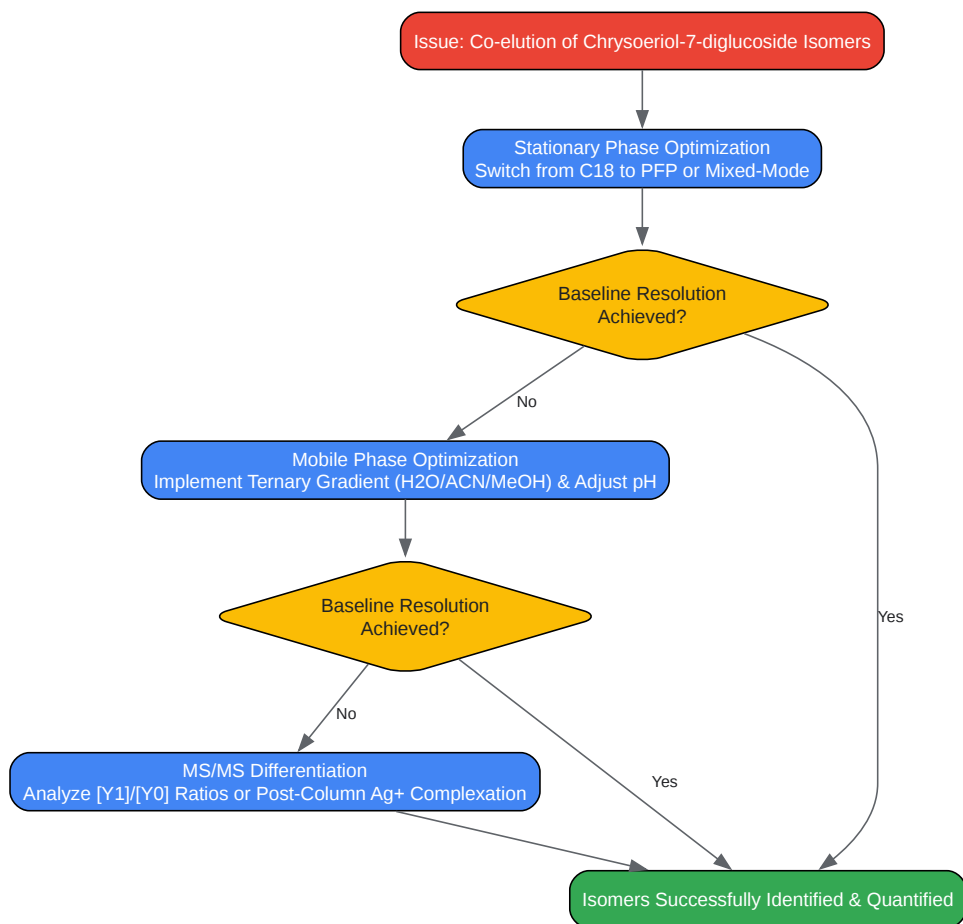 Issue: Co-elution of Chrysoeriol-7-diglucoside Isomers
Stationary Phase Optimization
Switch from C18 to PFP or Mixed-Mode
Baseline Resolution
Achieved?
No
Mobile Phase Optimization
Implement Ternary Gradient (H2O/ACN/MeOH) & Adjust pH
Baseline Resolution
Achieved?
Yes
No
MS/MS Differentiation
Analyze [Y1]/[Y0] Ratios or Post-Column Ag+ Complexation
Yes
Isomers Successfully Identified & Quantified